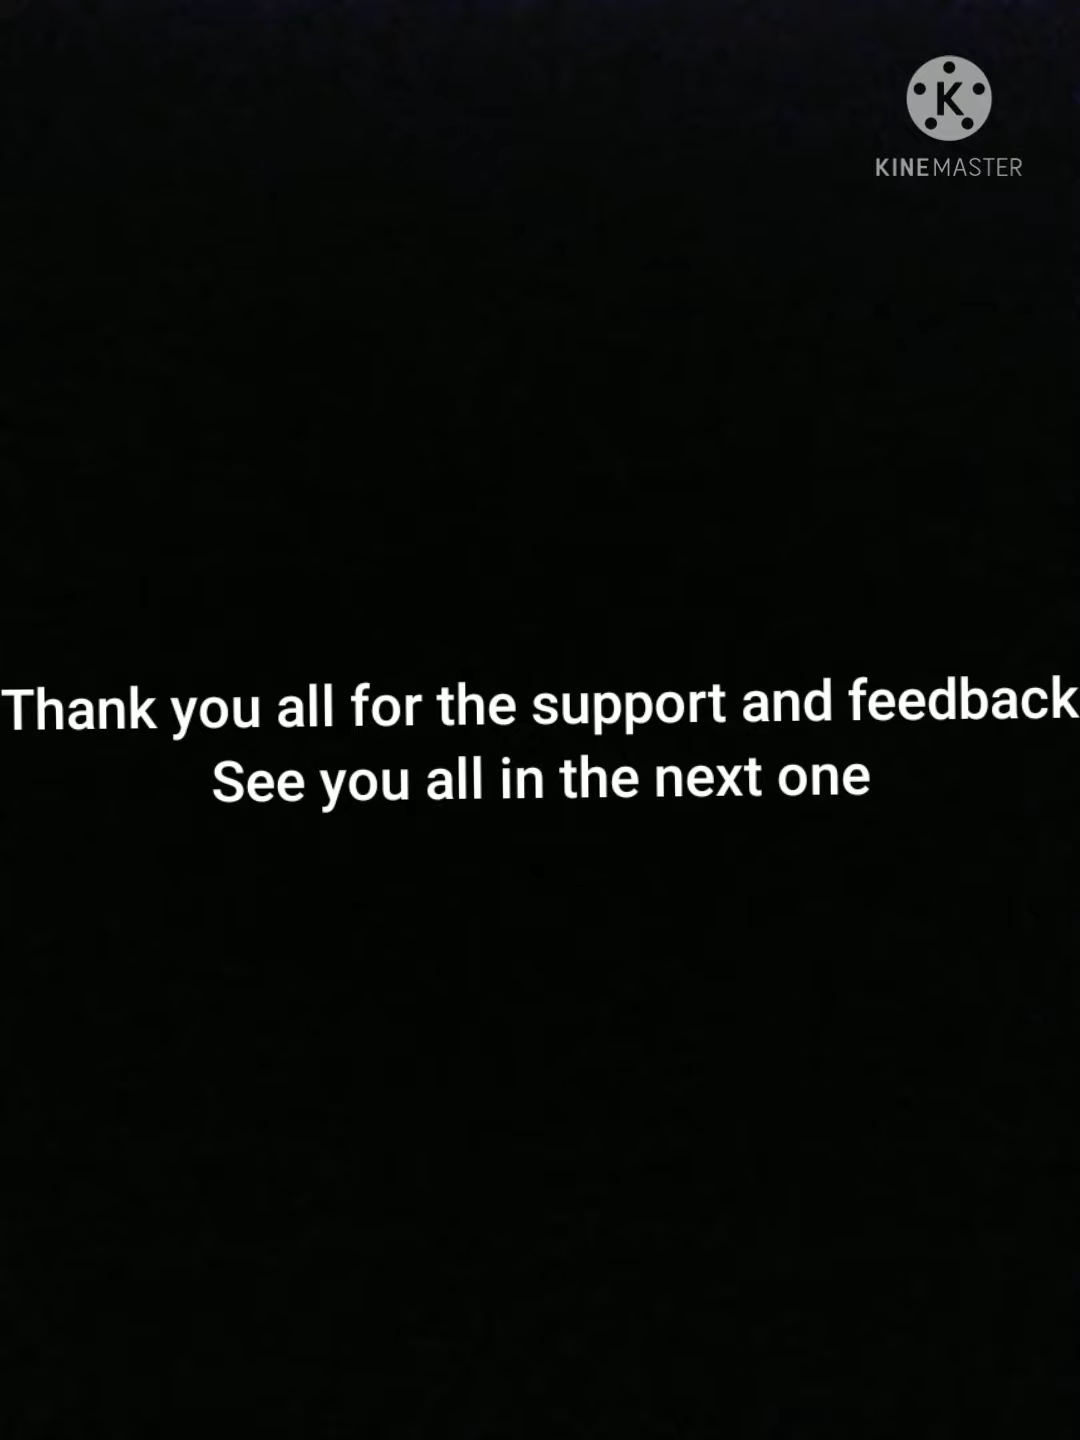 K
KINEMASTER
Thank you all for the support and feedback
See you all in the next one